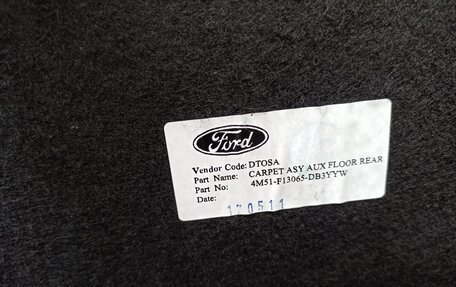 Ford
Vendor Code: DTOSA
Part Name: CARPET ASY AUX FLOOR REAR
Part No: 4M51-F13065-DB3YYW
Date:
170511